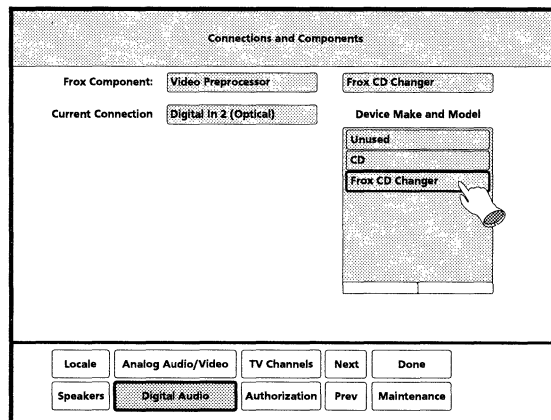 Connections and Components
Frox Component: Video Preprocessor Frox CD Changer
Current Connection Digital In 2 (Optical) Device Make and Model
Unused
CD
Frox CD Changer
Locale Analog Audio/Video TV Channels Next Done
Speakers Digital Audio Authorization Prev Maintenance